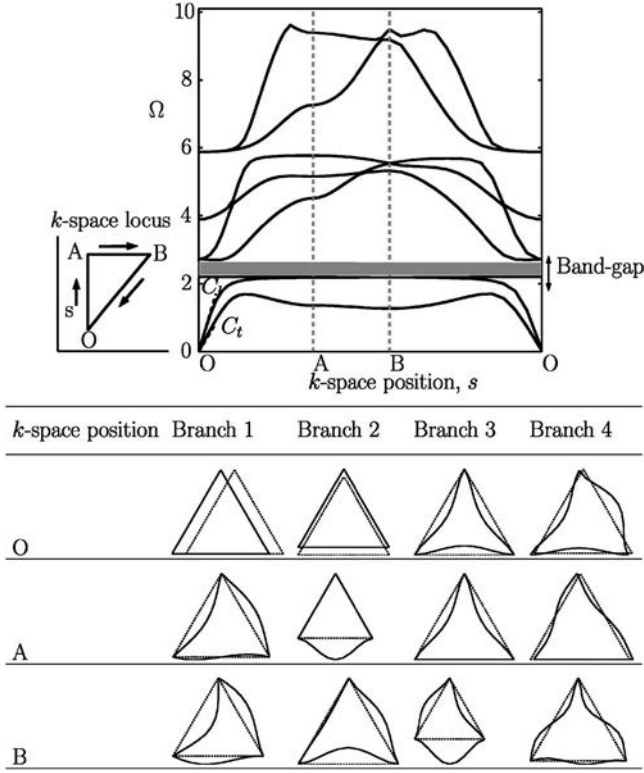 10
8
Ω
6
4
2
0
k-space locus
A
B
s
O
Band-gap
C_t
O
A
B
O
k-space position, s
k-space position Branch 1 Branch 2 Branch 3 Branch 4
O
A
B